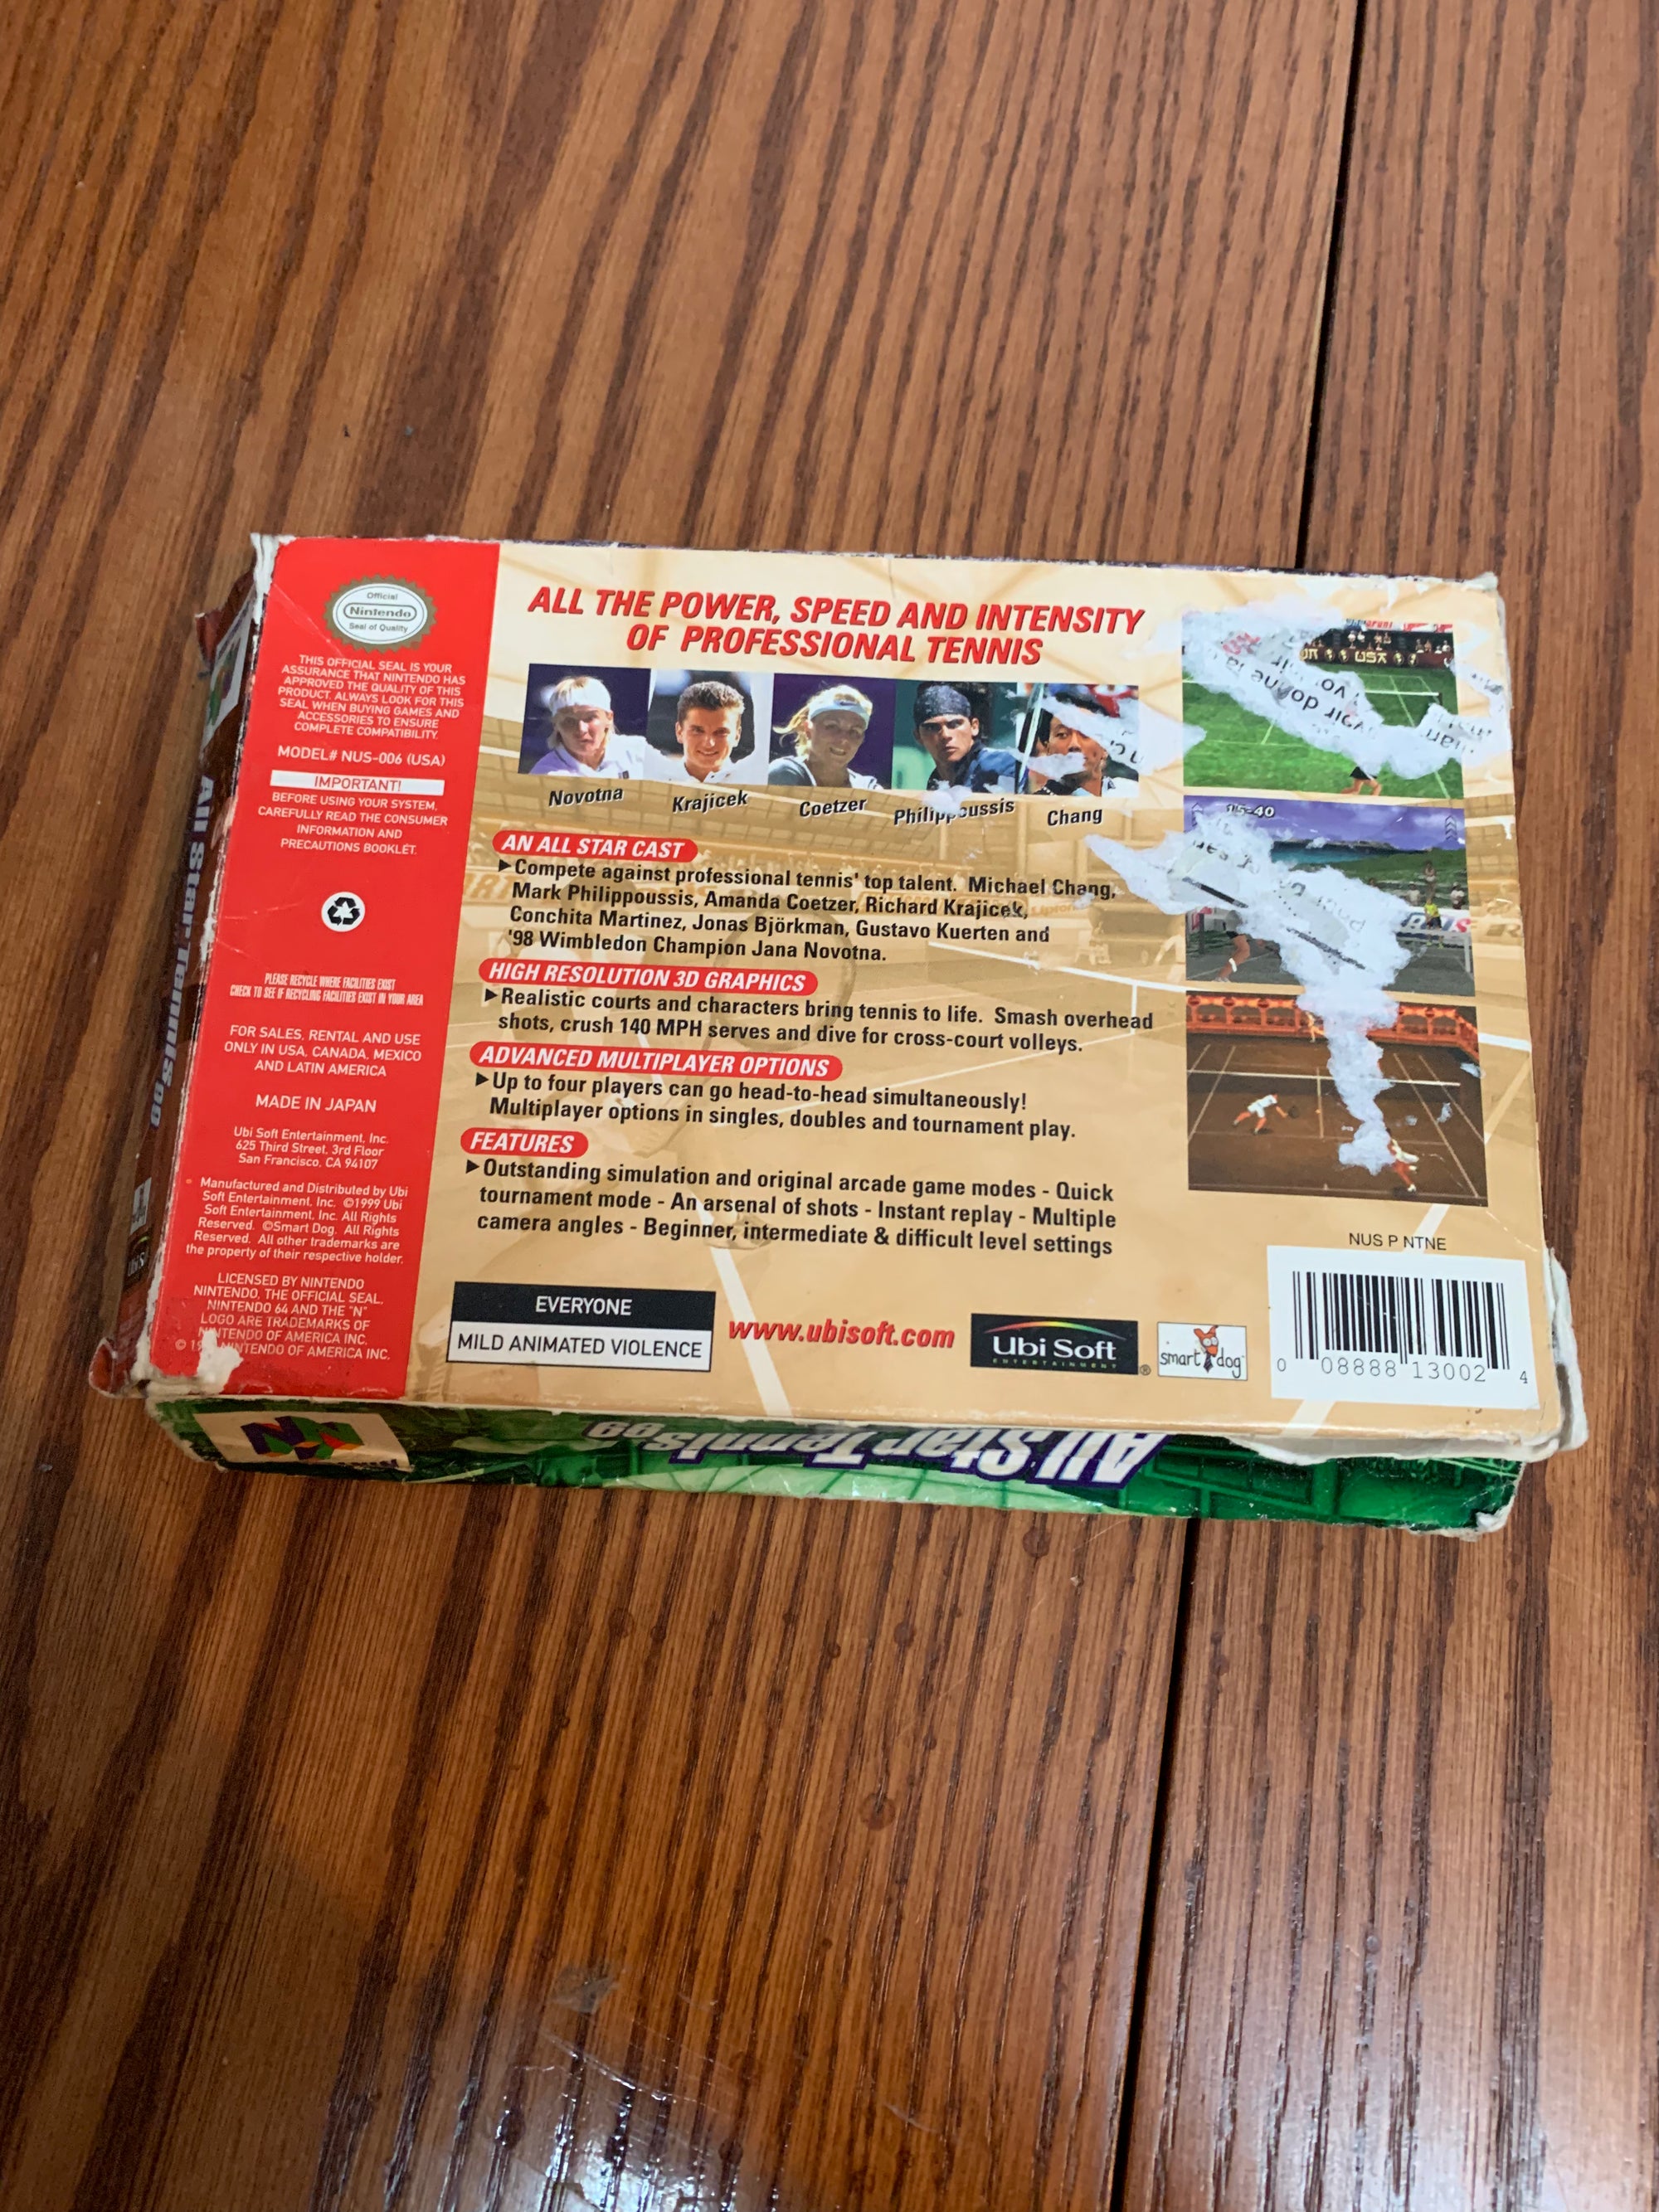 Official
Nintendo
Seal of Quality
THIS OFFICIAL SEAL IS YOUR
ASSURANCE THAT NINTENDO HAS
APPROVED THE QUALITY OF THIS
PRODUCT. ALWAYS LOOK FOR THIS
SEAL WHEN BUYING GAMES AND
ACCESSORIES TO ENSURE
COMPLETE COMPATIBILITY.
MODEL# NUS-006 (USA)
IMPORTANT!
BEFORE USING YOUR SYSTEM,
CAREFULLY READ THE CONSUMER
INFORMATION AND
PRECAUTIONS BOOKLET.
PLEASE RECYCLE WHERE FACILITIES EXIST
CHECK TO SEE IF RECYCLING FACILITIES EXIST IN YOUR AREA
FOR SALES, RENTAL AND USE
ONLY IN USA, CANADA, MEXICO
AND LATIN AMERICA
MADE IN JAPAN
Ubi Soft Entertainment, Inc.
625 Third Street, 3rd Floor
San Francisco, CA 94107
Manufactured and Distributed by Ubi
Soft Entertainment, Inc. ©1999 Ubi
Soft Entertainment, Inc. All Rights
Reserved. ©Smart Dog. All Rights
Reserved. All other trademarks are
the property of their respective holder.
LICENSED BY NINTENDO
NINTENDO, THE OFFICIAL SEAL,
NINTENDO 64 AND THE "N"
LOGO ARE TRADEMARKS OF
NINTENDO OF AMERICA INC.
© NINTENDO OF AMERICA INC.
ALL THE POWER, SPEED AND INTENSITY
OF PROFESSIONAL TENNIS
Novotna Krajicek Coetzer Philippoussis Chang
AN ALL STAR CAST
►Compete against professional tennis' top talent. Michael Chang,
Mark Philippoussis, Amanda Coetzer, Richard Krajicek,
Conchita Martinez, Jonas Björkman, Gustavo Kuerten and
'98 Wimbledon Champion Jana Novotna.
HIGH RESOLUTION 3D GRAPHICS
►Realistic courts and characters bring tennis to life. Smash overhead
shots, crush 140 MPH serves and dive for cross-court volleys.
ADVANCED MULTIPLAYER OPTIONS
►Up to four players can go head-to-head simultaneously!
Multiplayer options in singles, doubles and tournament play.
FEATURES
►Outstanding simulation and original arcade game modes - Quick
tournament mode - An arsenal of shots - Instant replay - Multiple
camera angles - Beginner, intermediate & difficult level settings
EVERYONE
MILD ANIMATED VIOLENCE
www.ubisoft.com
Ubi Soft
ENTERTAINMENT
®
smart dog
USA
15-40
NUS P NTNE
0 08888 13002 4
All Star Tennis 99
All Star Tennis 99